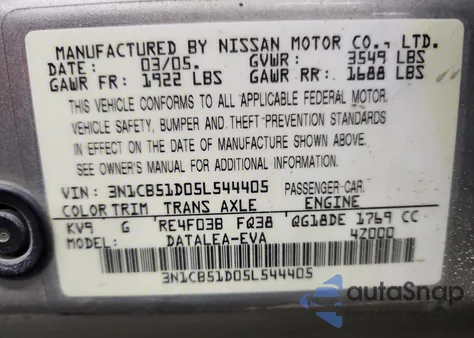 MANUFACTURED BY NISSAN MOTOR CO., LTD.
DATE: 03/05. GVWR: 3549 LBS
GAWR FR: 1922 LBS GAWR RR: 1688 LBS
THIS VEHICLE CONFORMS TO ALL APPLICABLE FEDERAL MOTOR
VEHICLE SAFETY, BUMPER AND THEFT PREVENTION STANDARDS
IN EFFECT ON THE DATE OF MANUFACTURE SHOWN ABOVE.
SEE OWNER'S MANUAL FOR ADDITIONAL INFORMATION.
VIN: 3N1CB51D05L544405 PASSENGER-CAR
COLOR TRIM TRANS AXLE ENGINE
KV9 G RE4F03B FQ38 QG18DE 1769 CC
MODEL: DATALEA-EVA 4Z000
3N1CB51D05L544405
autoSnap